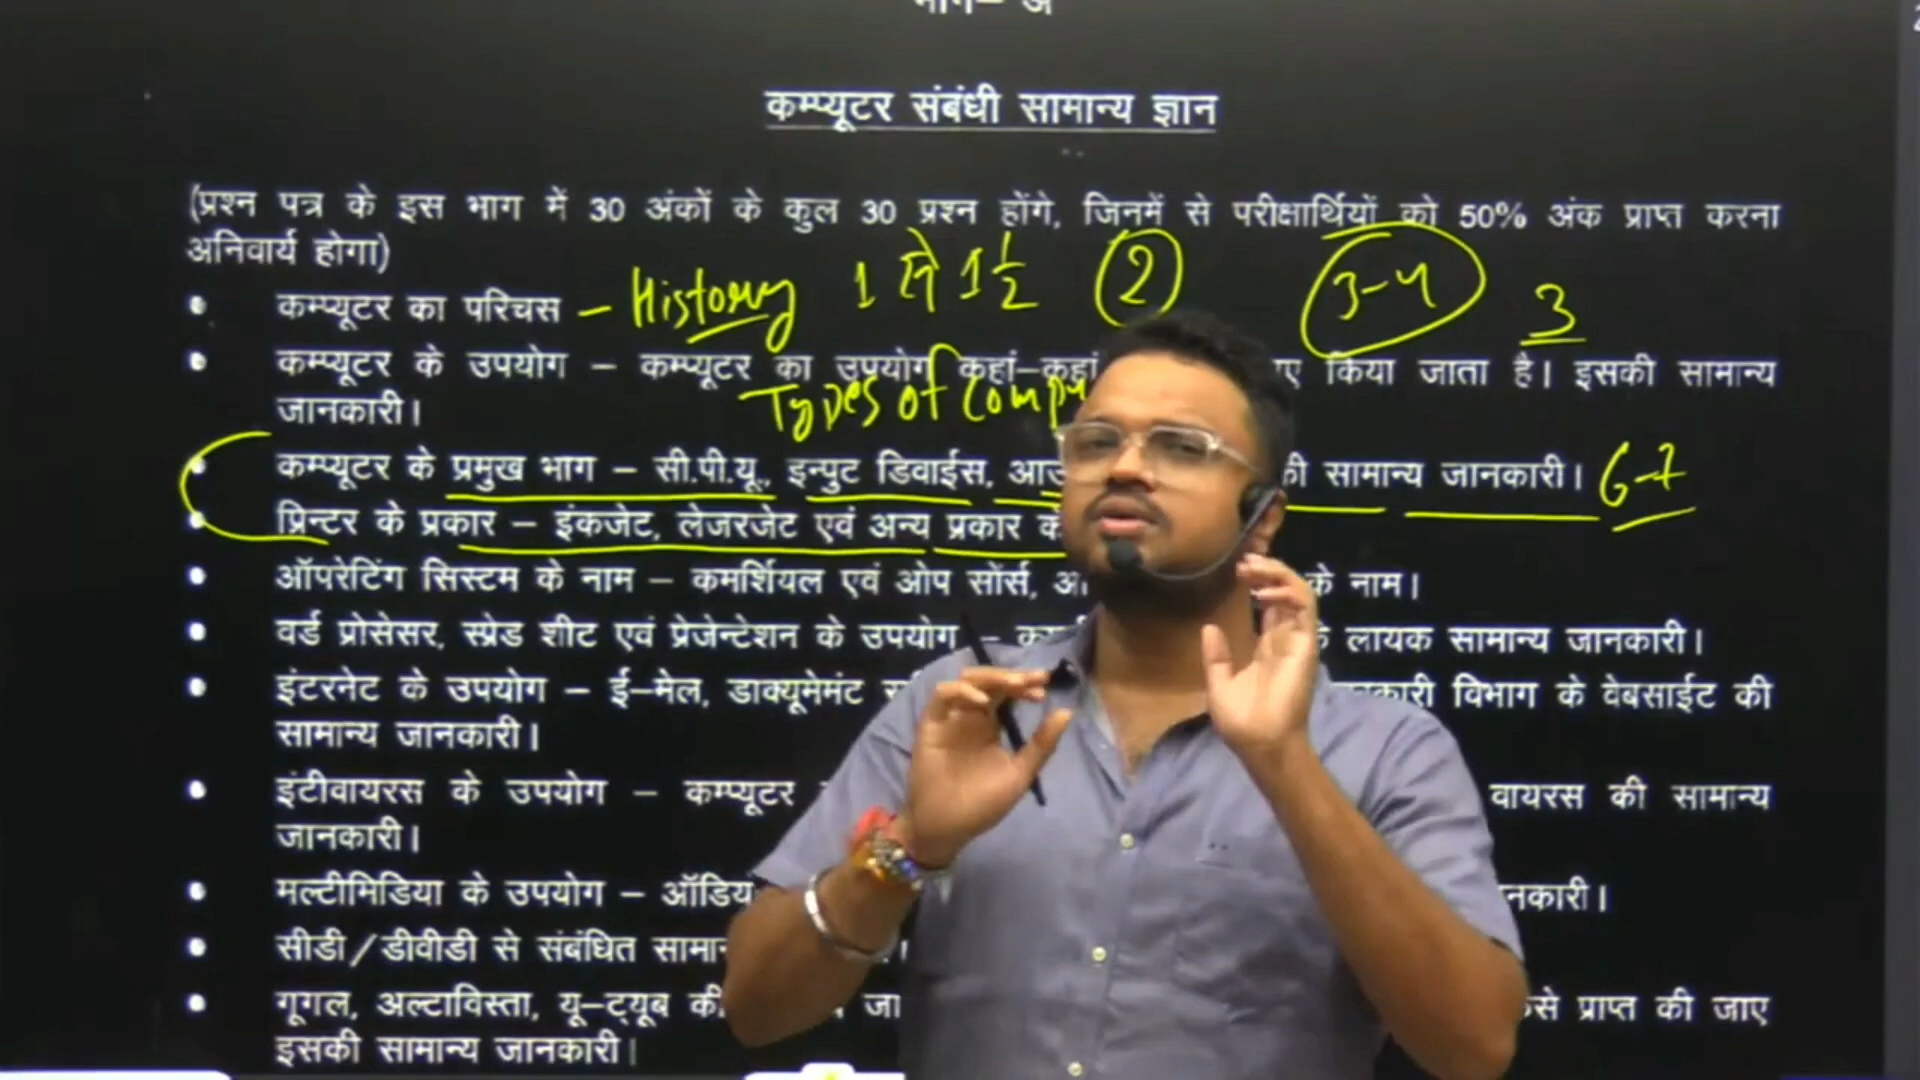 भाग– अ
कम्प्यूटर संबंधी सामान्य ज्ञान
(प्रश्न पत्र के इस भाग में 30 अंकों के कुल 30 प्रश्न होंगे, जिनमें से परीक्षार्थियों को 50% अंक प्राप्त करना
अनिवार्य होगा)
• कम्प्यूटर का परिचस – History 1 से 1 1/2 2 3-4 3
• कम्प्यूटर के उपयोग – कम्प्यूटर का उपयोग कहां–कहां किया जाता है। इसकी सामान्य
जानकारी।
Types of
• कम्प्यूटर के प्रमुख भाग – सी.पी.यू., इन्पुट डिवाईस, की सामान्य जानकारी। 6-7
• प्रिन्टर के प्रकार – इंकजेट, लेजरजेट एवं अन्य प्रकार
• ऑपरेटिंग सिस्टम के नाम – कमर्शियल एवं ओप सोर्स, के नाम।
• वर्ड प्रोसेसर, स्प्रेड शीट एवं प्रेजेन्टेशन के उपयोग – के लायक सामान्य जानकारी।
• इंटरनेट के उपयोग – ई–मेल, डाक्यूमेमंट विभाग के वेबसाईट की
सामान्य जानकारी।
• इंटीवायरस के उपयोग – कम्प्यूटर वायरस की सामान्य
जानकारी।
• मल्टीमिडिया के उपयोग –
• सीडी/डीवीडी से संबंधित
• गूगल, अल्टाविस्ता, यू–ट्यूब की प्राप्त की जाए
इसकी सामान्य जानकारी।